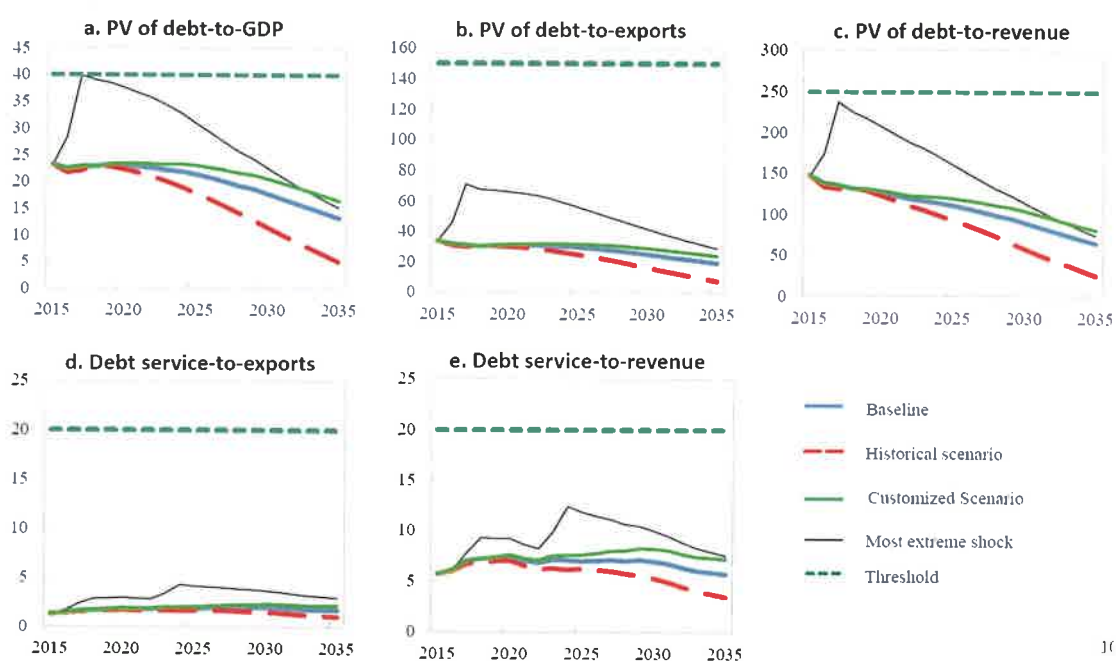 a. PV of debt-to-GDP
45
40
35
30
25
20
15
10
5
0
2015 2020 2025 2030 2035
b. PV of debt-to-exports
160
140
120
100
80
60
40
20
0
2015 2020 2025 2030 2035
c. PV of debt-to-revenue
300
250
200
150
100
50
0
2015 2020 2025 2030 2035
d. Debt service-to-exports
25
20
15
10
5
0
2015 2020 2025 2030 2035
e. Debt service-to-revenue
25
20
15
10
5
0
2015 2020 2025 2030 2035
Baseline
Historical scenario
Customized Scenario
Most extreme shock
Threshold